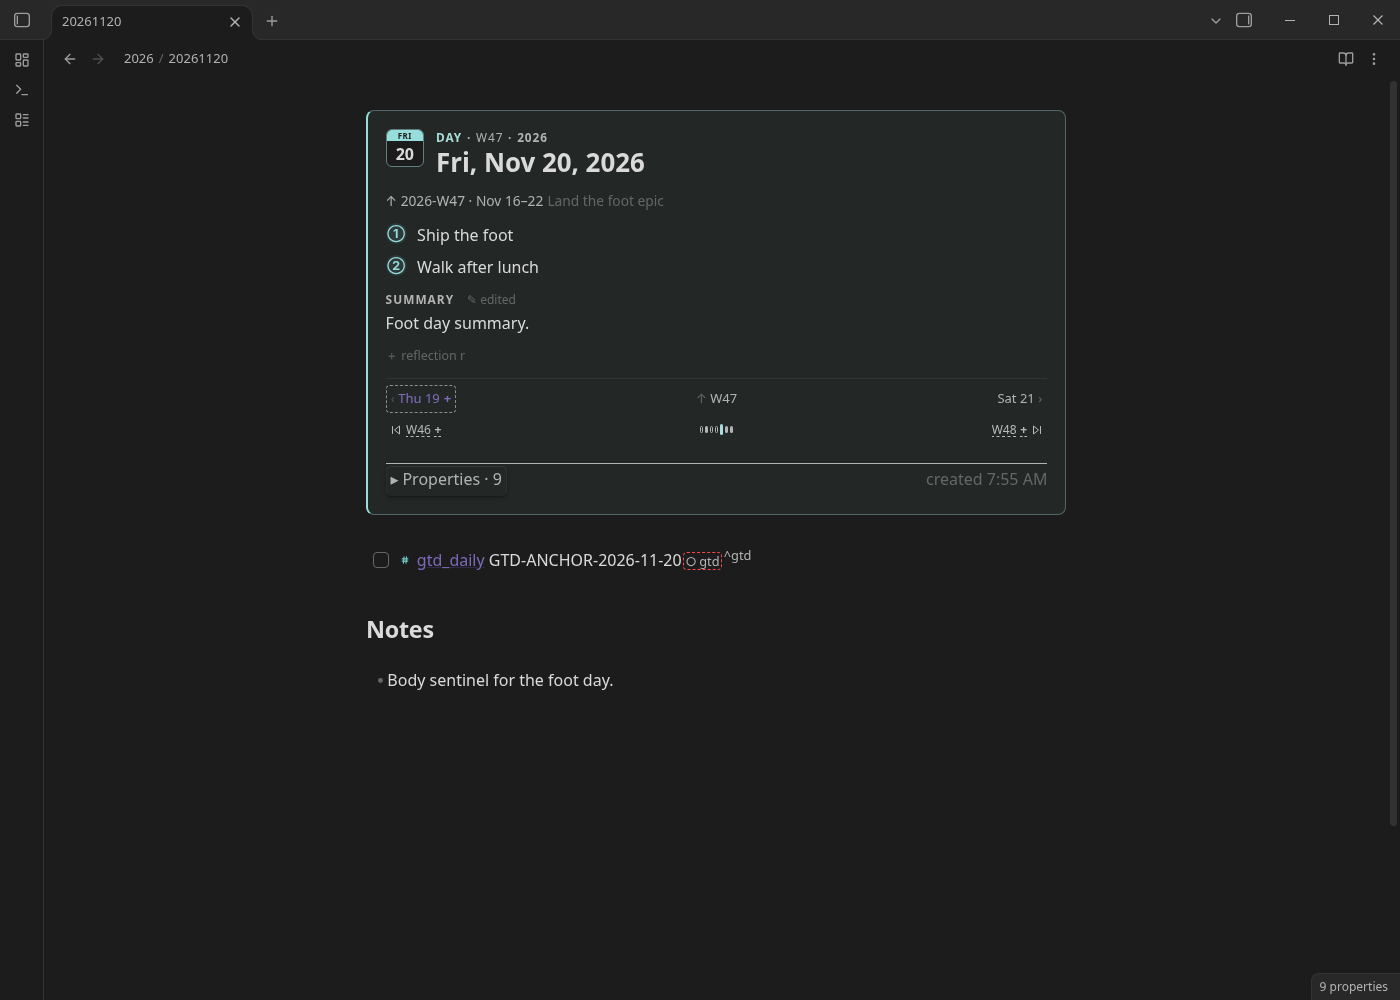 20261120
2026 / 20261120
FRI
20
DAY · W47 · 2026
Fri, Nov 20, 2026
↑ 2026-W47 · Nov 16–22 Land the foot epic
1 Ship the foot
2 Walk after lunch
SUMMARY ✎ edited
Foot day summary.
+ reflection r
‹ Thu 19 + ↑ W47 Sat 21 ›
W46 + W48 +
▸ Properties · 9 created 7:55 AM
# gtd_daily GTD-ANCHOR-2026-11-20 ○ gtd ^gtd
Notes
• Body sentinel for the foot day.
9 properties